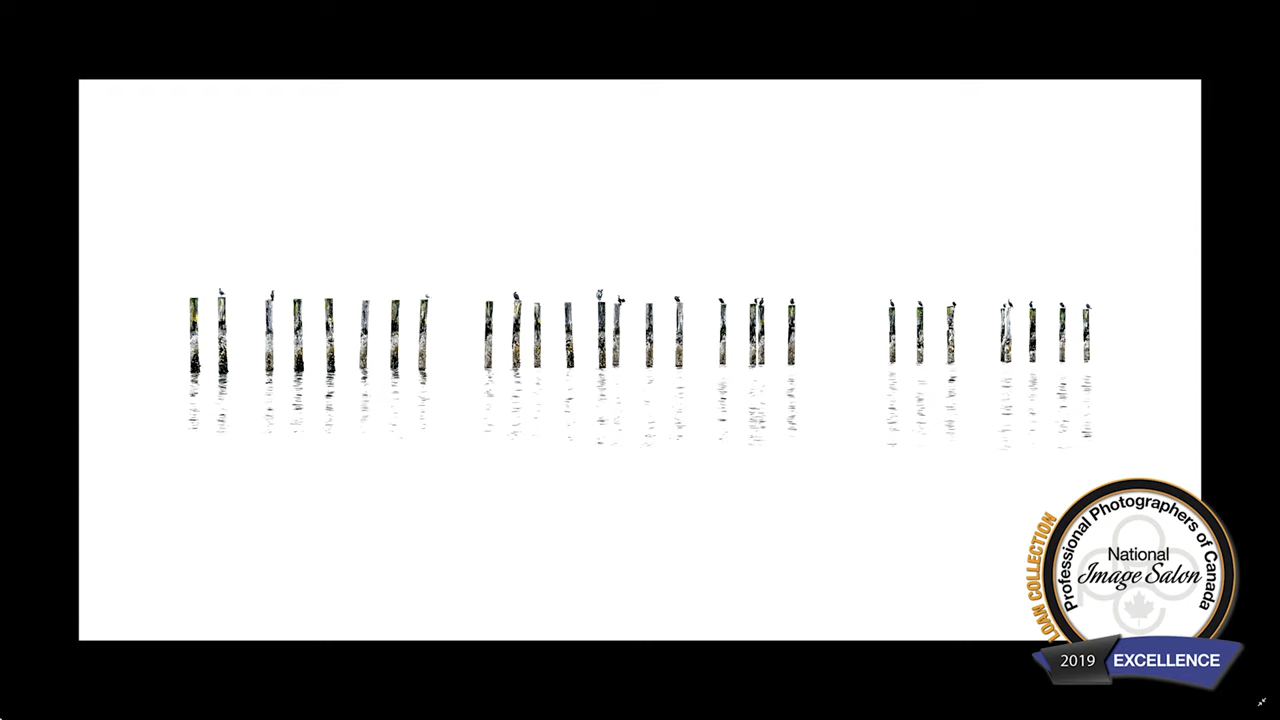 LOAN COLLECTION
Professional Photographers of Canada
National
Image Salon
2019 EXCELLENCE